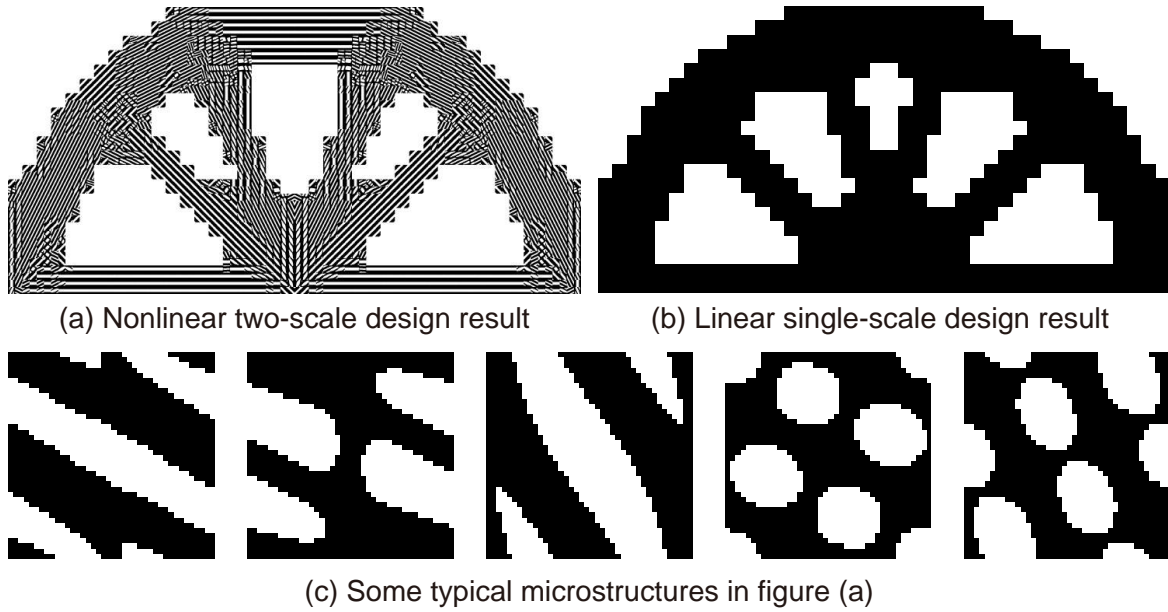 (a) Nonlinear two-scale design result
(b) Linear single-scale design result
(c) Some typical microstructures in figure (a)